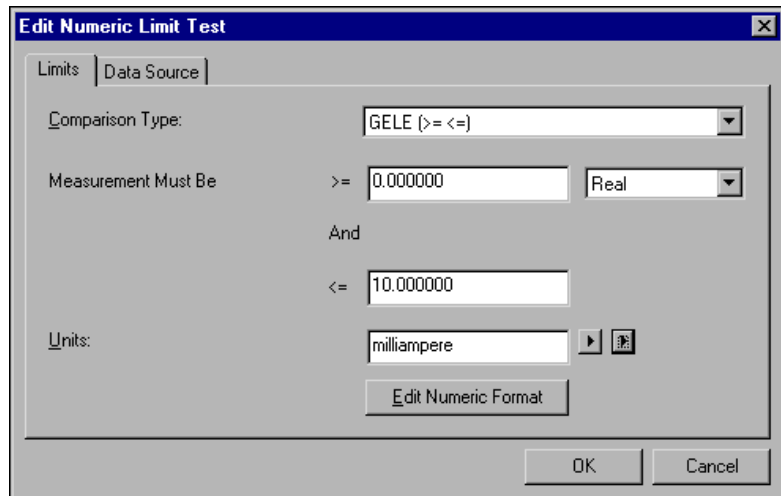 Edit Numeric Limit Test
Limits
Data Source
Comparison Type:
GELE (>= <=)
Measurement Must Be >= 0.000000 Real
And
<= 10.000000
Units: milliampere
Edit Numeric Format
OK Cancel